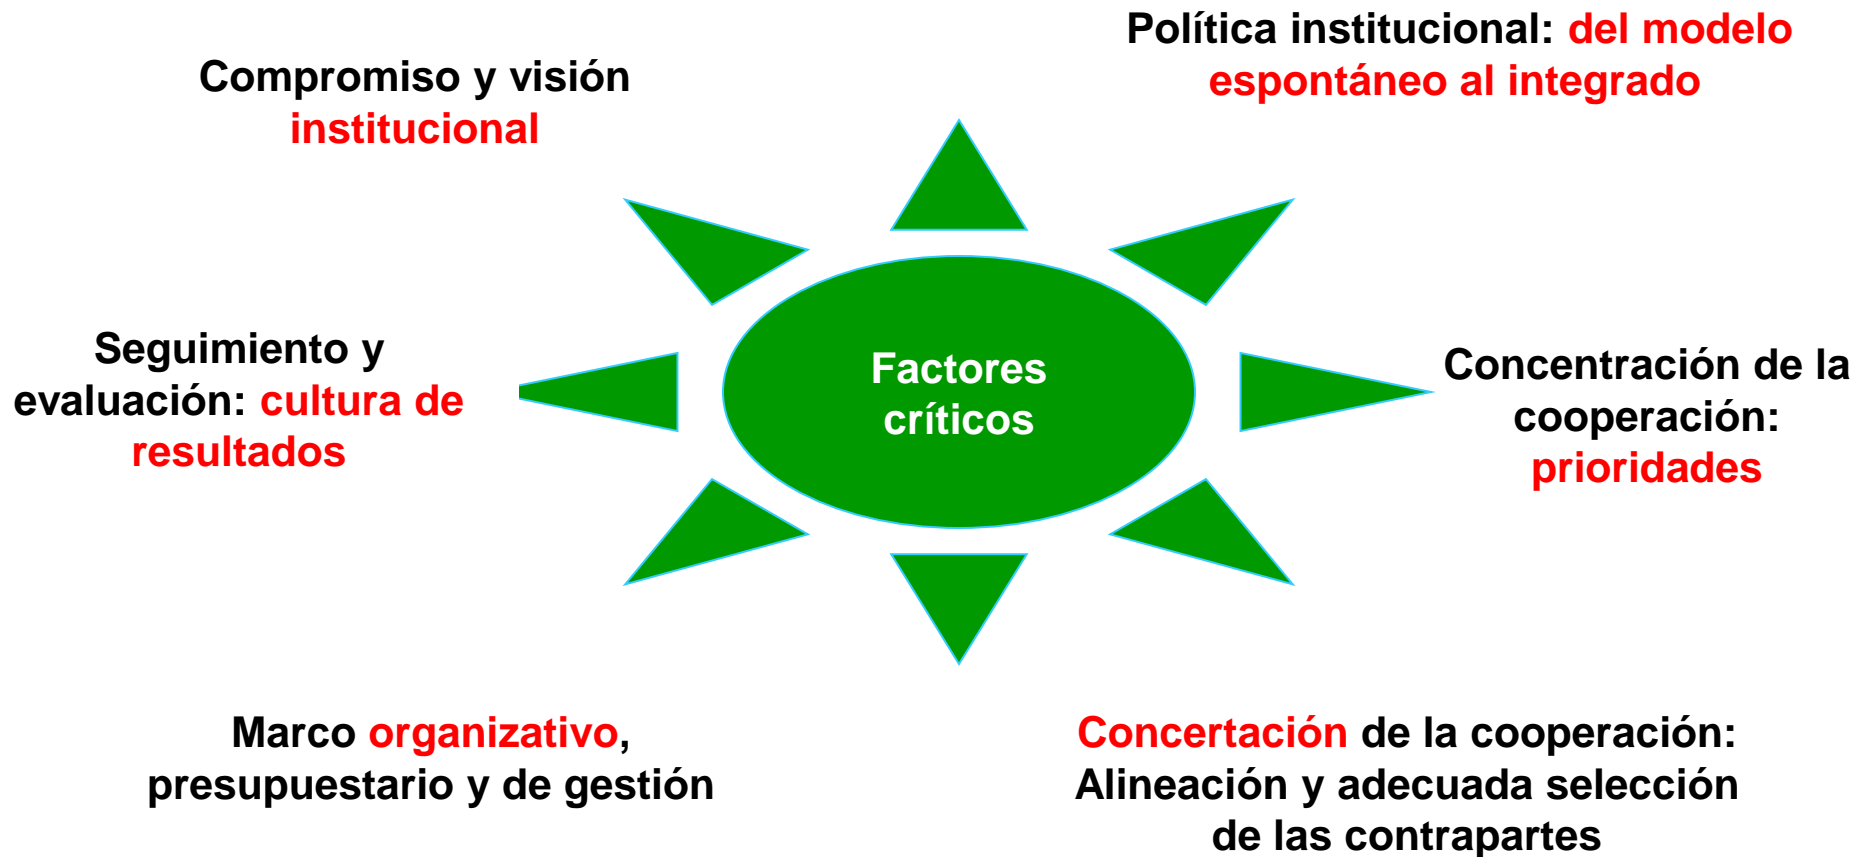 Política institucional: del modelo
espontáneo al integrado
Compromiso y visión
institucional
Seguimiento y
evaluación: cultura de
resultados
Factores
críticos
Concentración de la
cooperación:
prioridades
Marco organizativo,
presupuestario y de gestión
Concertación de la cooperación:
Alineación y adecuada selección
de las contrapartes